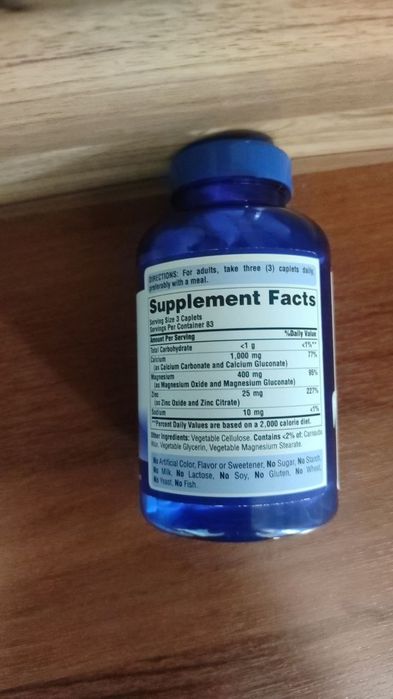 DIRECTIONS: For adults, take three (3) caplets daily,
preferably with a meal.
Supplement Facts
Serving Size 3 Caplets
Servings Per Container 83
Amount Per Serving %Daily Value
Total Carbohydrate <1 g <1%**
Calcium 1,000 mg 77%
(as Calcium Carbonate and Calcium Gluconate)
Magnesium 400 mg 95%
(as Magnesium Oxide and Magnesium Gluconate)
Zinc 25 mg 227%
(as Zinc Oxide and Zinc Citrate)
Sodium 10 mg <1%
**Percent Daily Values are based on a 2,000 calorie diet.
Other Ingredients: Vegetable Cellulose. Contains <2% of: Carnauba
Wax, Vegetable Glycerin, Vegetable Magnesium Stearate.
No Artificial Color, Flavor or Sweetener, No Sugar, No Starch,
No Milk, No Lactose, No Soy, No Gluten, No Wheat,
No Yeast, No Fish.